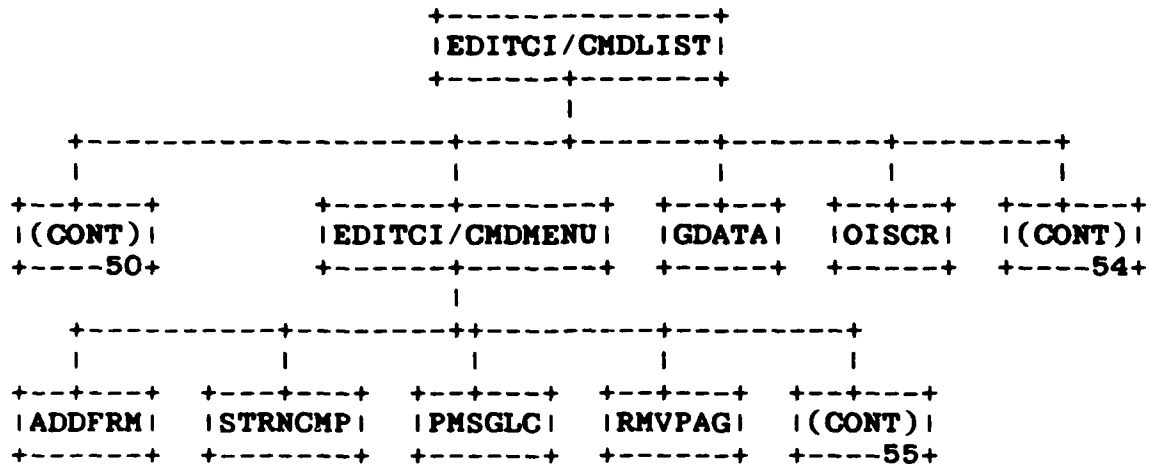 EDITCI/CMDLIST
(CONT) EDITCI/CMDMENU GDATA OISCR (CONT)
50 54
ADDFRM STRNCMP PMSGLC RMVPAG (CONT)
55